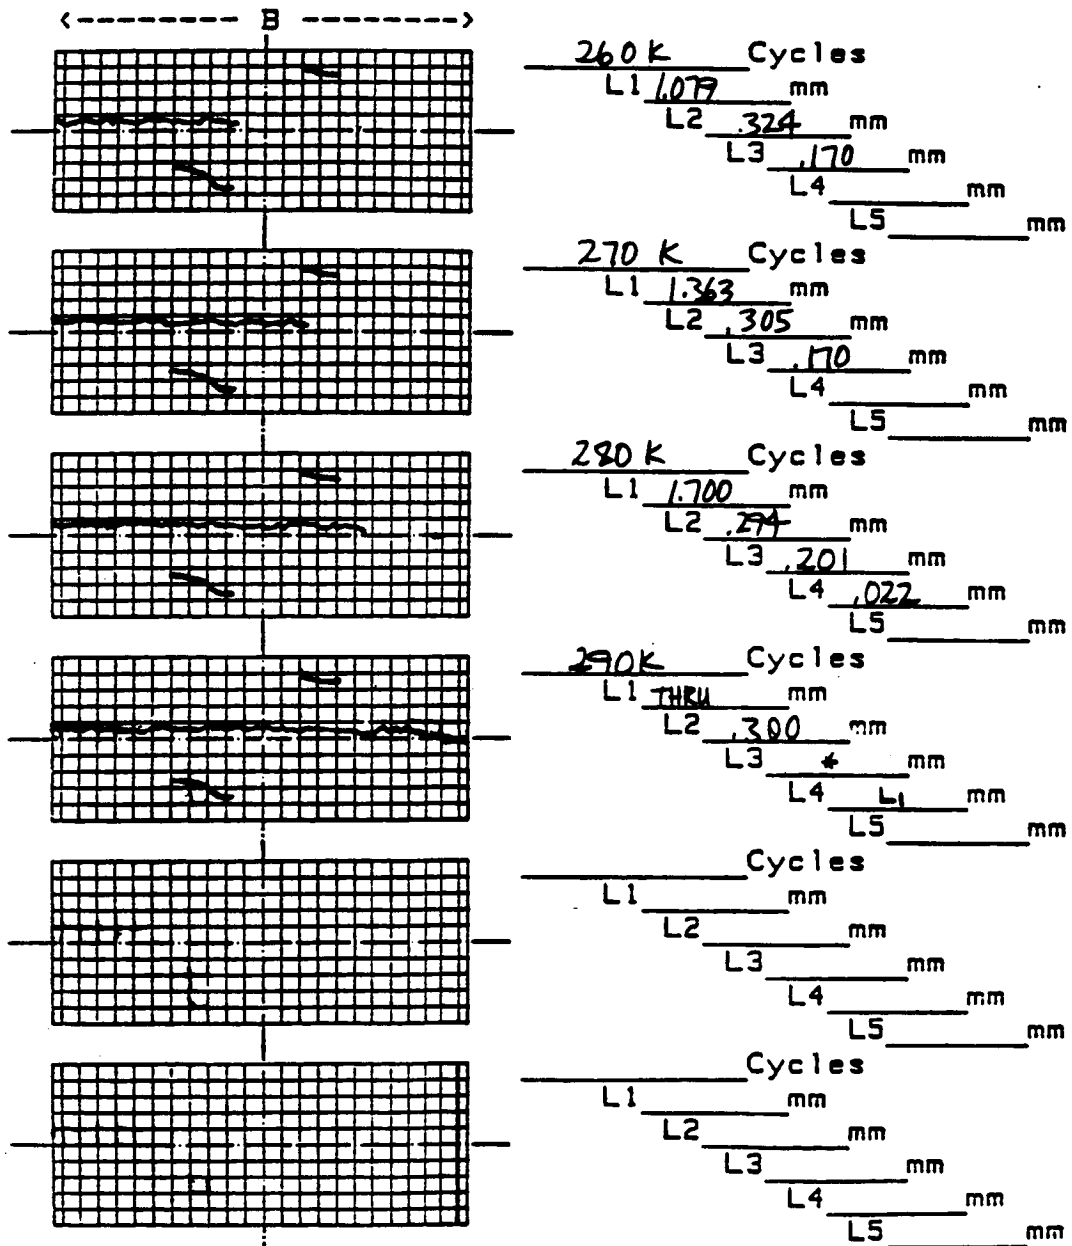 <- - - - - - - - - B - - - - - - - - ->
260 K Cycles
L1 1.079 mm
L2 .324 mm
L3 .170 mm
L4 mm
L5 mm
270 K Cycles
L1 1.363 mm
L2 .305 mm
L3 .170 mm
L4 mm
L5 mm
280 K Cycles
L1 1.700 mm
L2 .294 mm
L3 .201 mm
L4 .022 mm
L5 mm
290 K Cycles
L1 THRU mm
L2 .300 mm
L3 * mm
L4 L1 mm
L5 mm
Cycles
L1 mm
L2 mm
L3 mm
L4 mm
L5 mm
Cycles
L1 mm
L2 mm
L3 mm
L4 mm
L5 mm